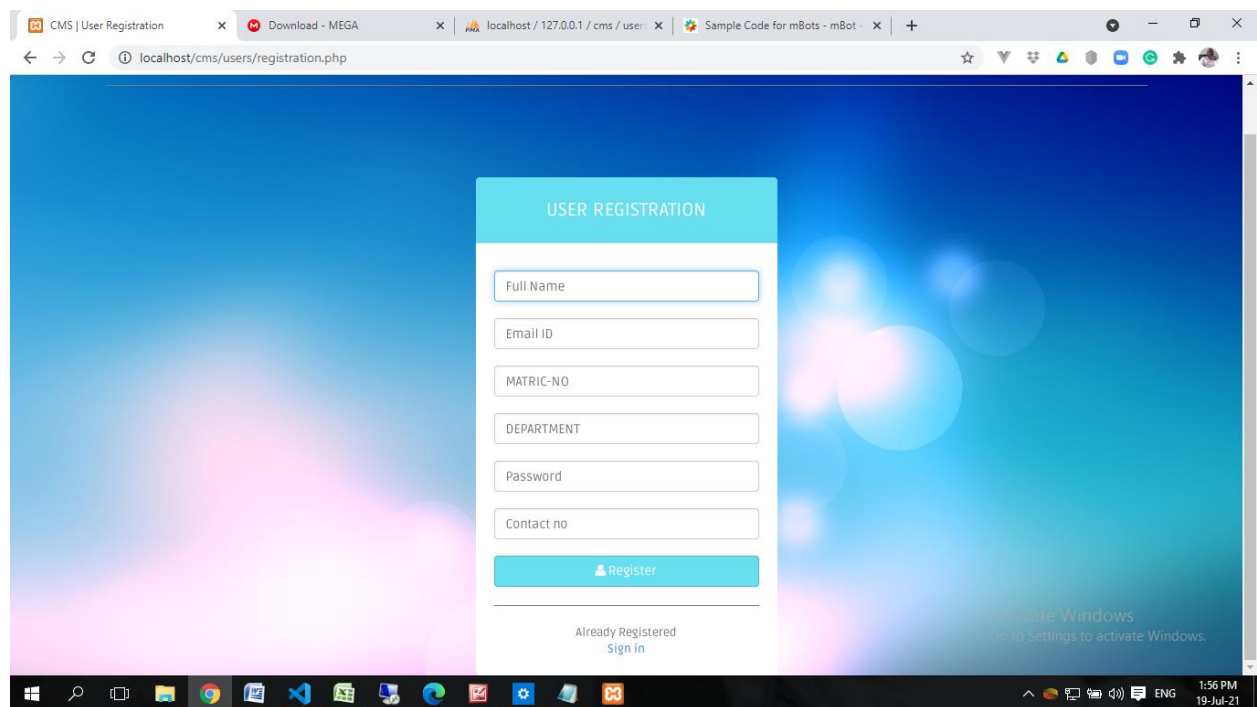 CMS | User Registration
Download - MEGA
localhost / 127.0.0.1 / cms / user
Sample Code for mBots - mBot -
localhost/cms/users/registration.php
USER REGISTRATION
Full Name
Email ID
MATRIC-NO
DEPARTMENT
Password
Contact no
Register
Already Registered
Sign in
Activate Windows
Go to Settings to activate Windows.
ENG
1:56 PM
19-Jul-21